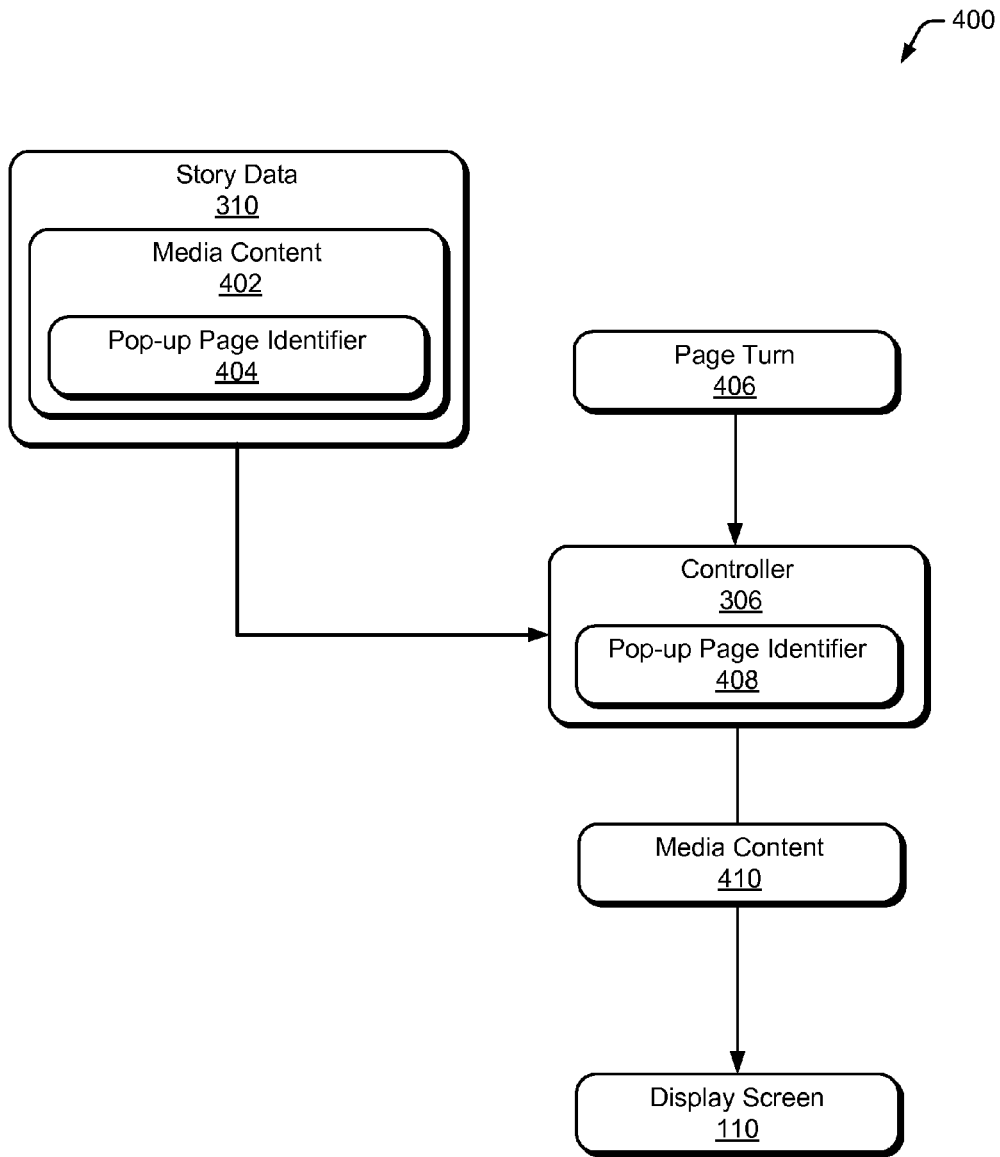 400
Story Data
310
Media Content
402
Pop-up Page Identifier
404
Page Turn
406
Controller
306
Pop-up Page Identifier
408
Media Content
410
Display Screen
110